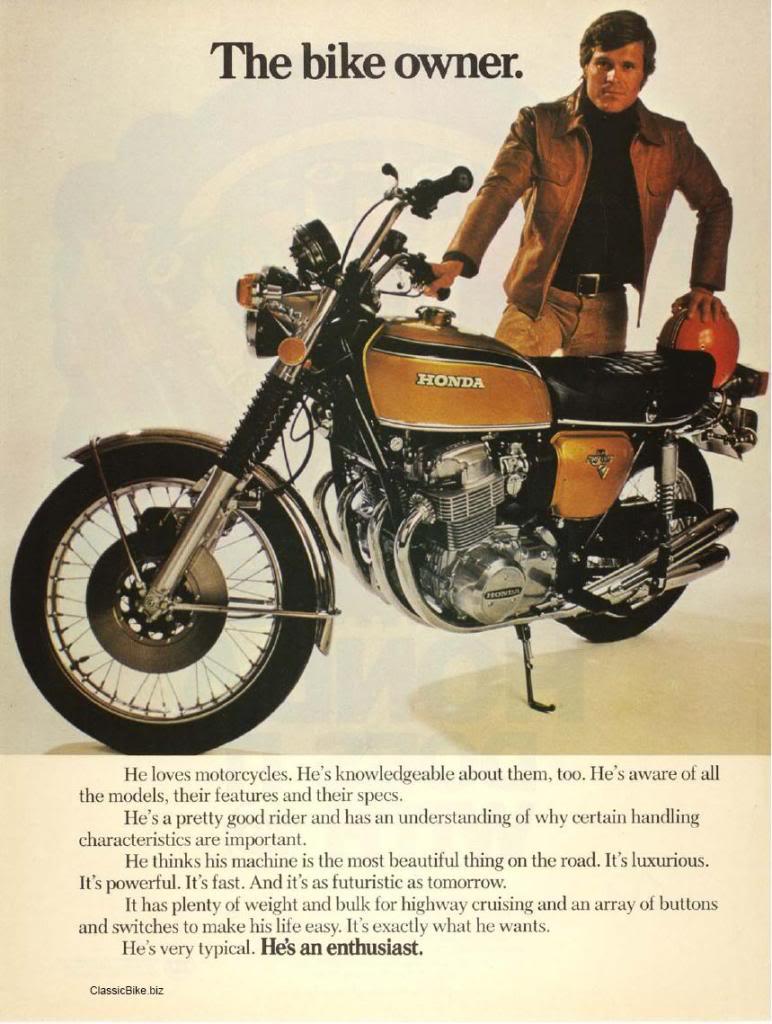 The bike owner.
HONDA
HONDA
He loves motorcycles. He's knowledgeable about them, too. He's aware of all
the models, their features and their specs.
He's a pretty good rider and has an understanding of why certain handling
characteristics are important.
He thinks his machine is the most beautiful thing on the road. It's luxurious.
It's powerful. It's fast. And it's as futuristic as tomorrow.
It has plenty of weight and bulk for highway cruising and an array of buttons
and switches to make his life easy. It's exactly what he wants.
He's very typical. He's an enthusiast.
ClassicBike.biz